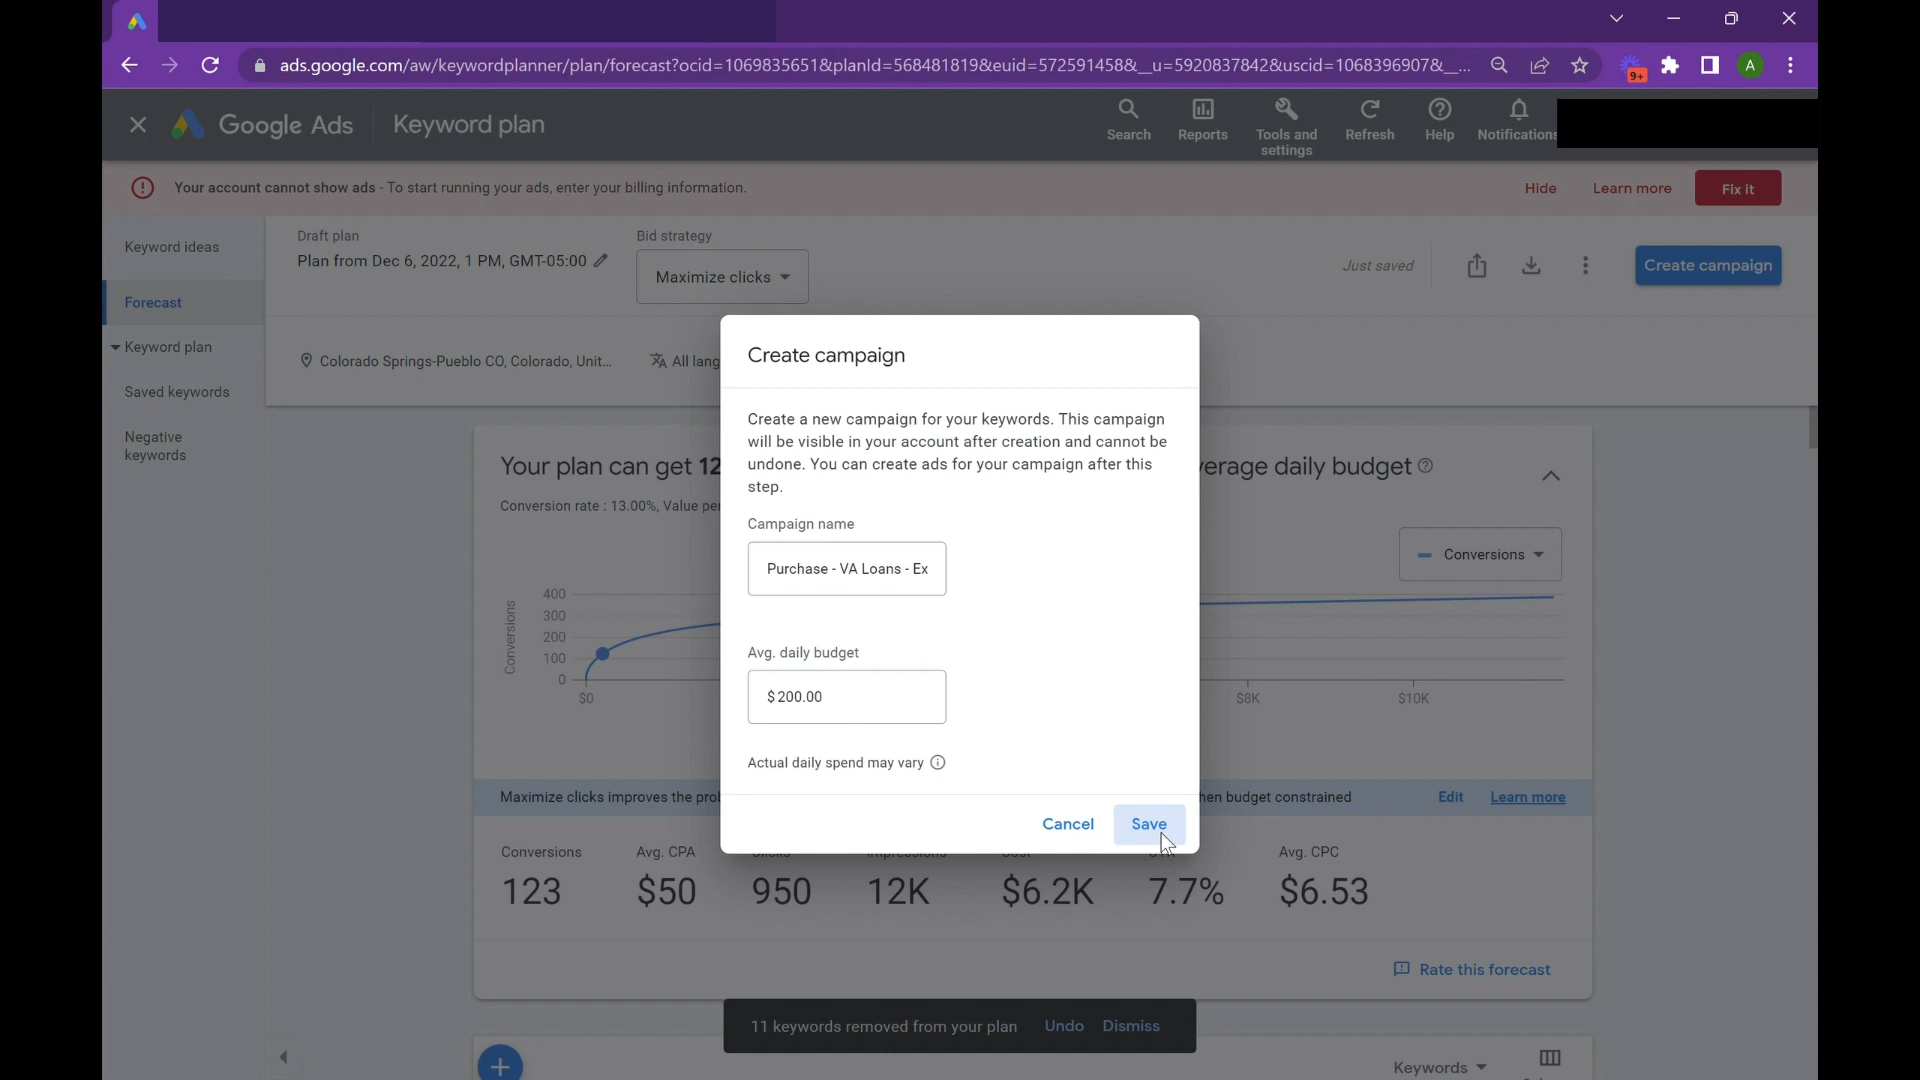 ads.google.com/aw/keywordplanner/plan/forecast?ocid=1069835651&planId=568481819&euid=572591458&__u=5920837842&uscid=1068396907&__...
9+
A
Google Ads
Keyword plan
Search
Reports
Tools and
settings
Refresh
Help
Notifications
Your account cannot show ads - To start running your ads, enter your billing information.
Hide
Learn more
Fix it
Keyword ideas
Forecast
Keyword plan
Saved keywords
Negative
keywords
Draft plan
Plan from Dec 6, 2022, 1 PM, GMT-05:00
Bid strategy
Maximize clicks
Just saved
Create campaign
Colorado Springs-Pueblo CO, Colorado, Unit...
All lang
Your plan can get 12
verage daily budget
Conversion rate : 13.00%, Value per
Conversions
Conversions
400
300
200
100
0
$0
$8K
$10K
Create campaign
Create a new campaign for your keywords. This campaign
will be visible in your account after creation and cannot be
undone. You can create ads for your campaign after this
step.
Campaign name
Purchase - VA Loans - Ex
Avg. daily budget
$ 200.00
Actual daily spend may vary
Cancel
Save
Maximize clicks improves the prob
hen budget constrained
Edit
Learn more
Conversions
Avg. CPA
Clicks
Impressions
Cost
Avg. CPC
123
$50
950
12K
$6.2K
7.7%
$6.53
Rate this forecast
11 keywords removed from your plan
Undo
Dismiss
Keywords